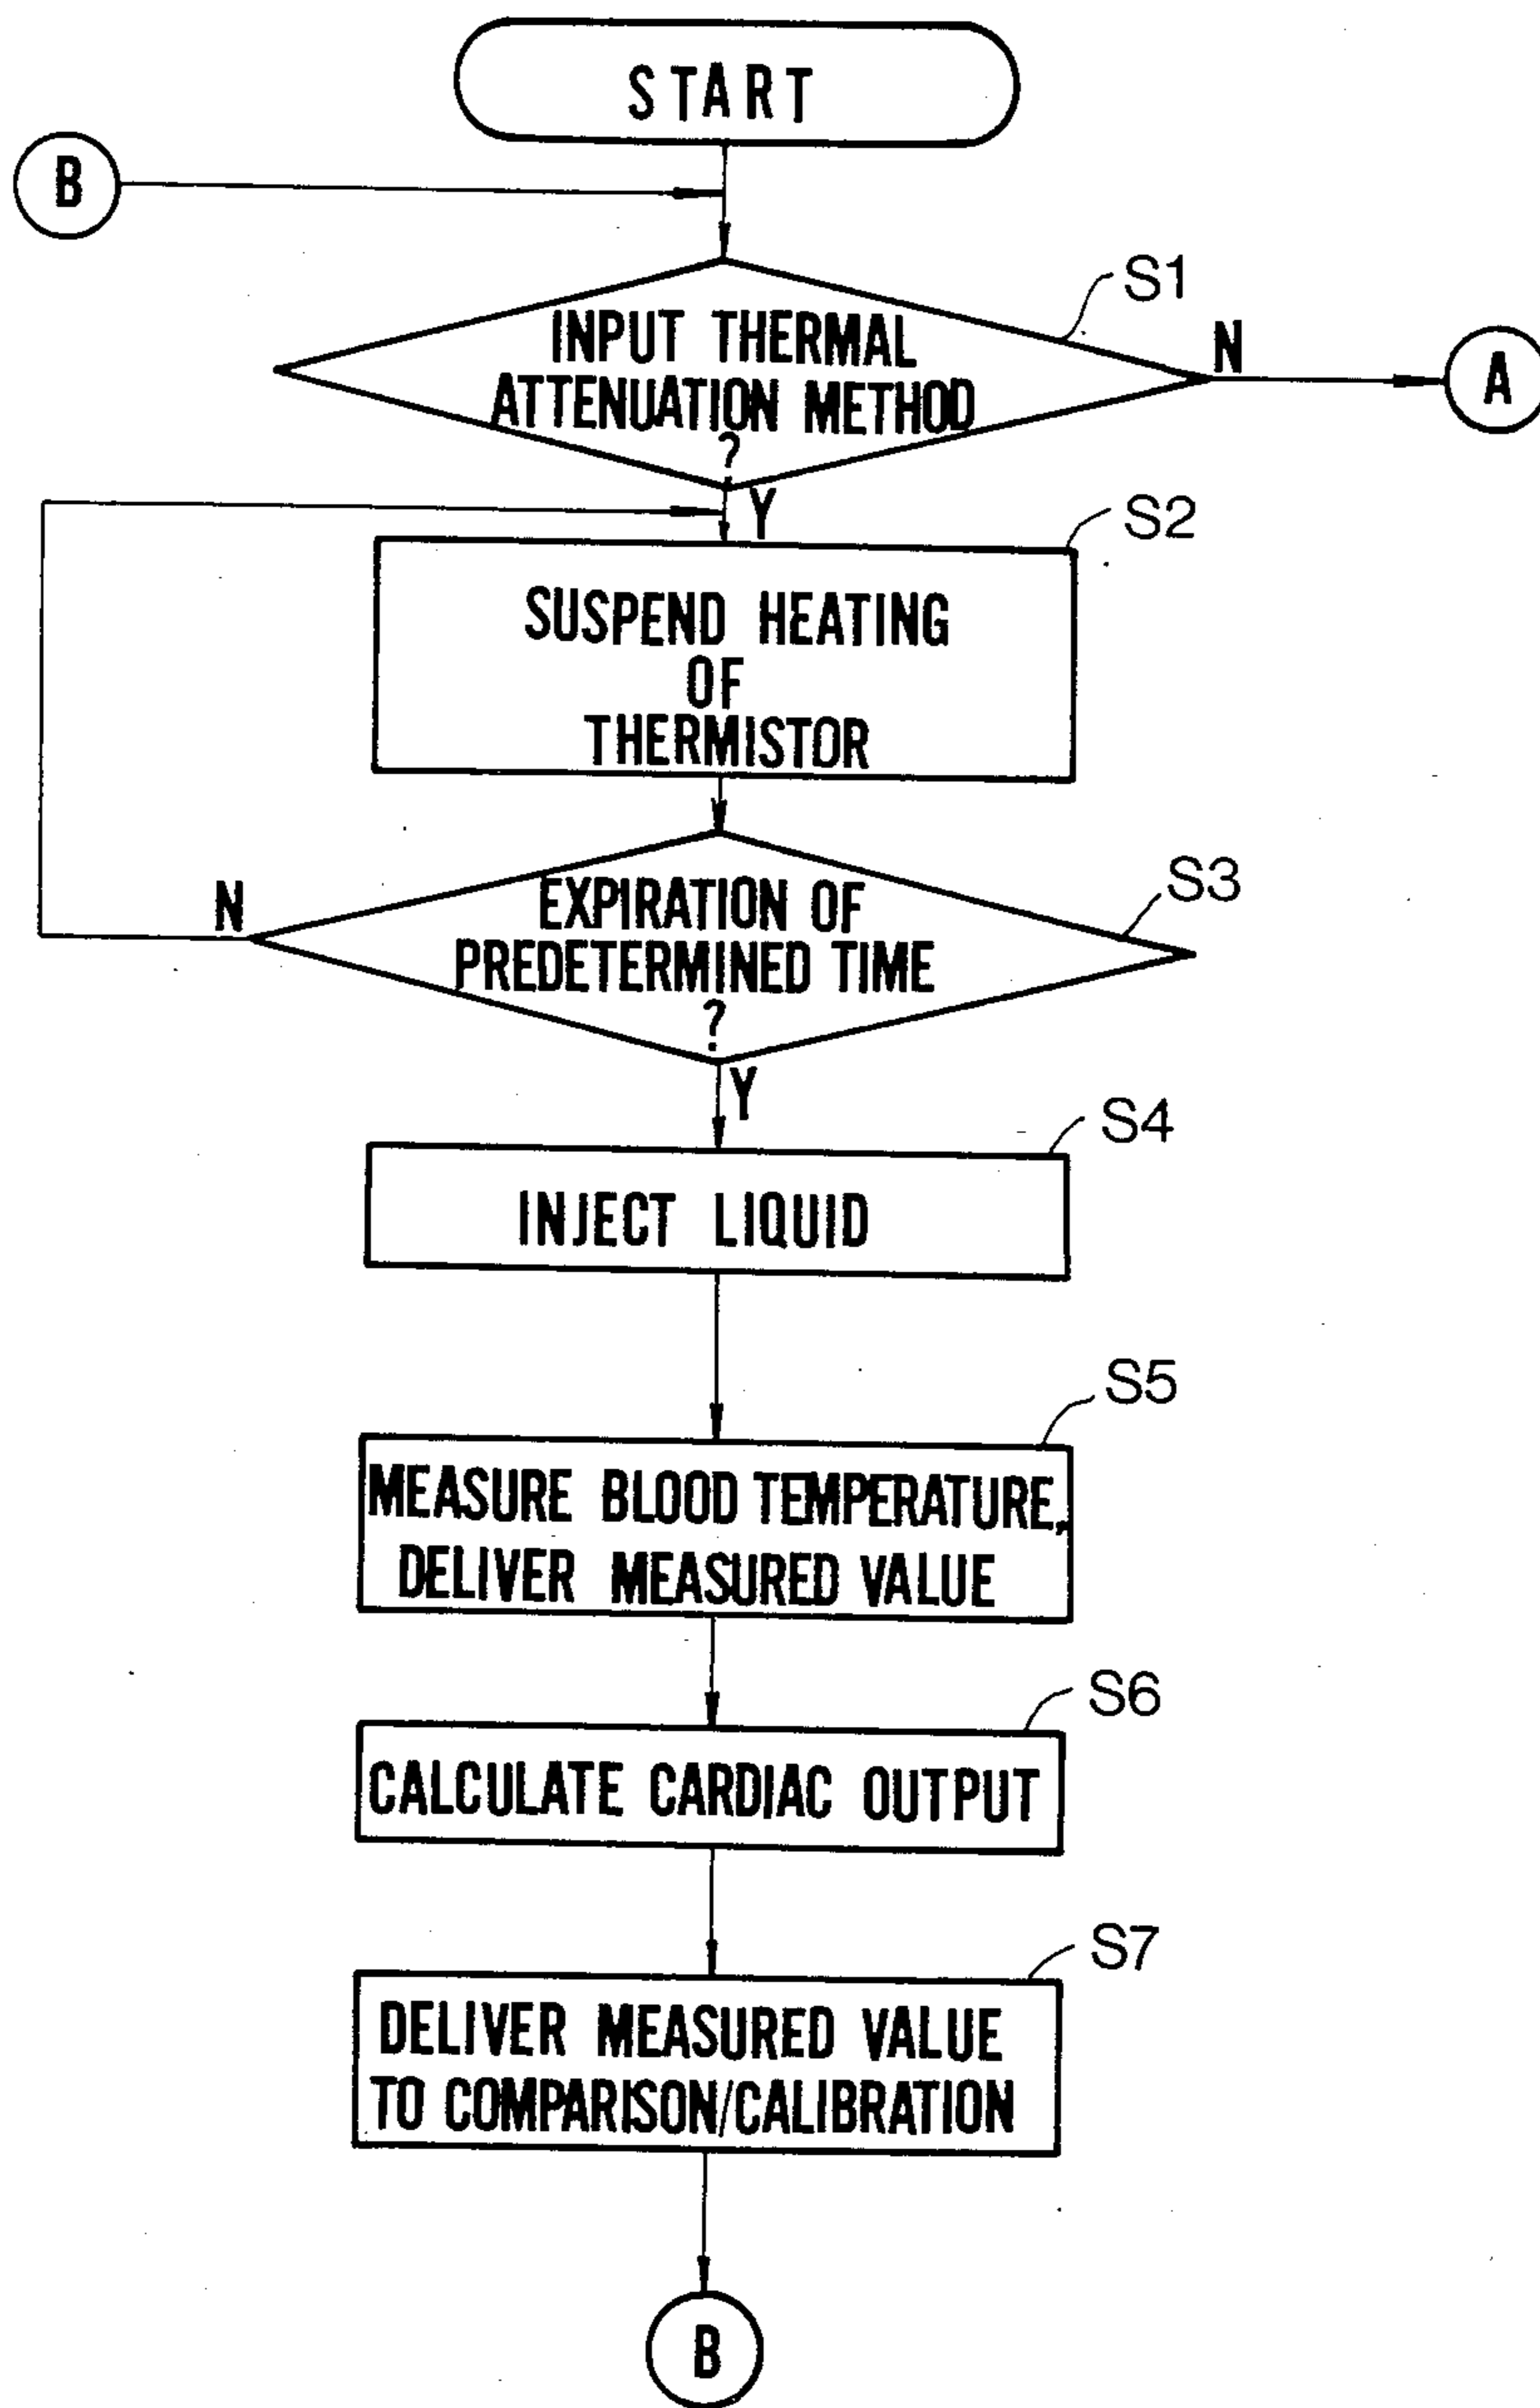 START
B
S1
INPUT THERMAL
ATTENUATION METHOD
?
N
A
Y
S2
SUSPEND HEATING
OF
THERMISTOR
S3
N
EXPIRATION OF
PREDETERMINED TIME
?
Y
S4
INJECT LIQUID
S5
MEASURE BLOOD TEMPERATURE,
DELIVER MEASURED VALUE
S6
CALCULATE CARDIAC OUTPUT
S7
DELIVER MEASURED VALUE
TO COMPARISON/CALIBRATION
B